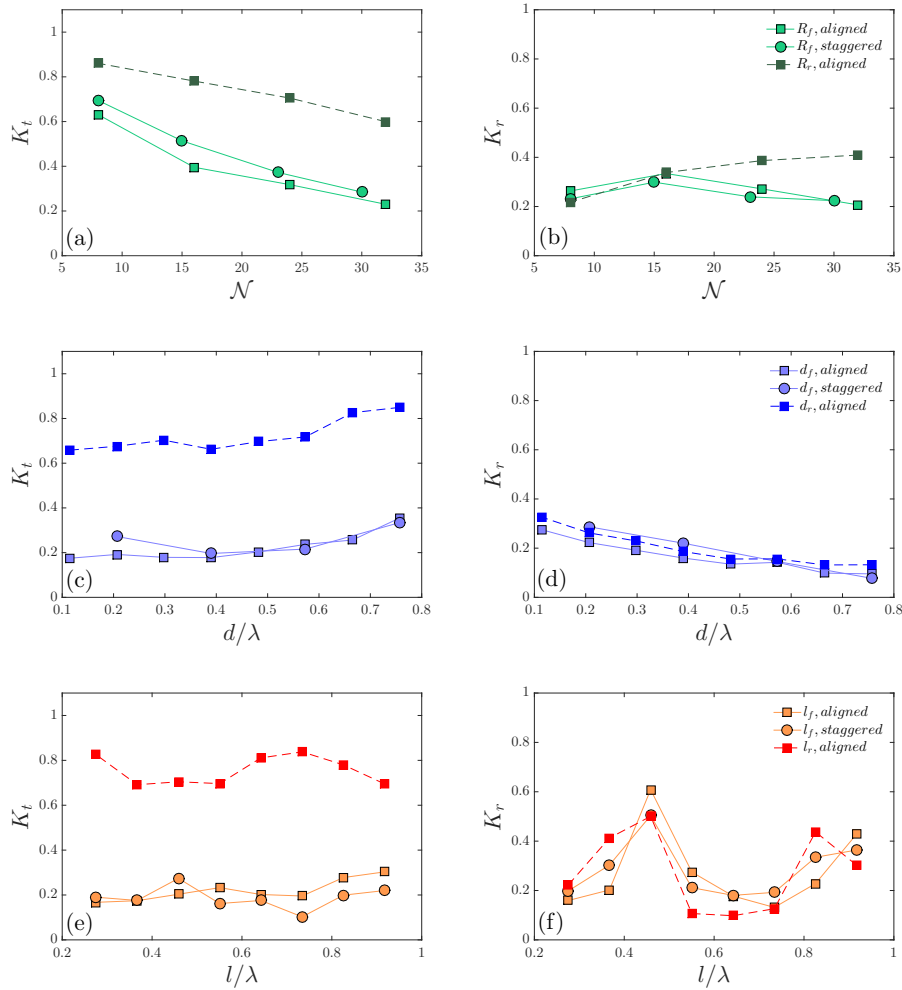 1
0.8
0.6
0.4
0.2
0
K_t
(a)
5 10 15 20 25 30 35
𝒩
1
0.8
0.6
0.4
0.2
0
K_r
R_f, aligned
R_f, staggered
R_r, aligned
(b)
5 10 15 20 25 30 35
𝒩
1
0.8
0.6
0.4
0.2
0
K_t
(c)
0.1 0.2 0.3 0.4 0.5 0.6 0.7 0.8
d/λ
1
0.8
0.6
0.4
0.2
0
K_r
d_f, aligned
d_f, staggered
d_r, aligned
(d)
0.1 0.2 0.3 0.4 0.5 0.6 0.7 0.8
d/λ
1
0.8
0.6
0.4
0.2
0
K_t
(e)
0.2 0.4 0.6 0.8 1
l/λ
1
0.8
0.6
0.4
0.2
0
K_r
l_f, aligned
l_f, staggered
l_r, aligned
(f)
0.2 0.4 0.6 0.8 1
l/λ